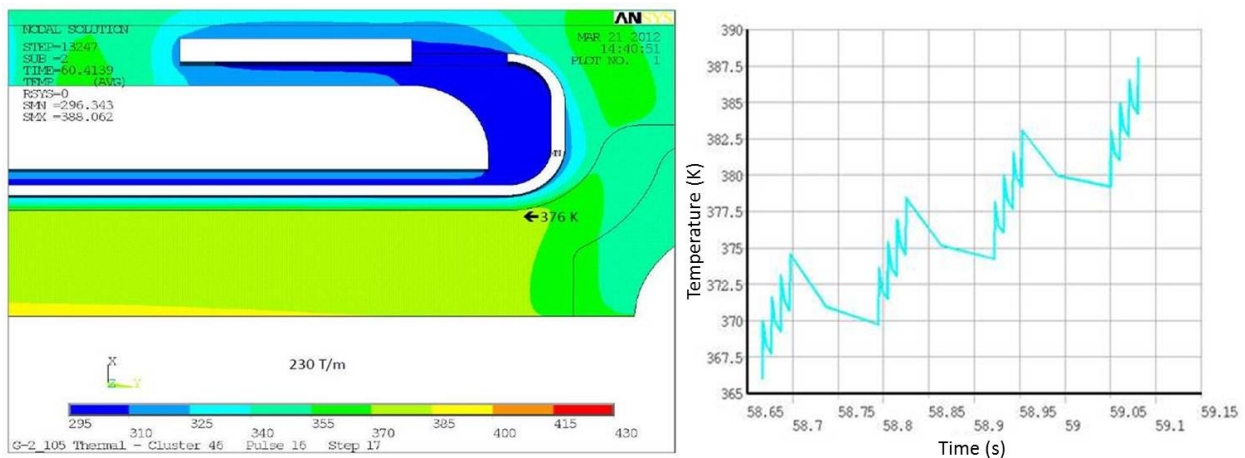 ANSYS
NODAL SOLUTION
STEP=13247
SUB =2
TIME=60.4139
TEMP (AVG)
RSYS=0
SMN =296.343
SMX =388.062
MAR 21 2012
14:40:51
PLOT NO. 1
376 K
X
Z Y
230 T/m
295 325 355 385 415
310 340 370 400 430
G-2_105 Thermal - Cluster 46 Pulse 16 Step 17
Temperature (K)
390
387.5
385
382.5
380
377.5
375
372.5
370
367.5
365
58.65 58.75 58.85 58.95 59.05 59.15
58.7 58.8 58.9 59 59.1
Time (s)